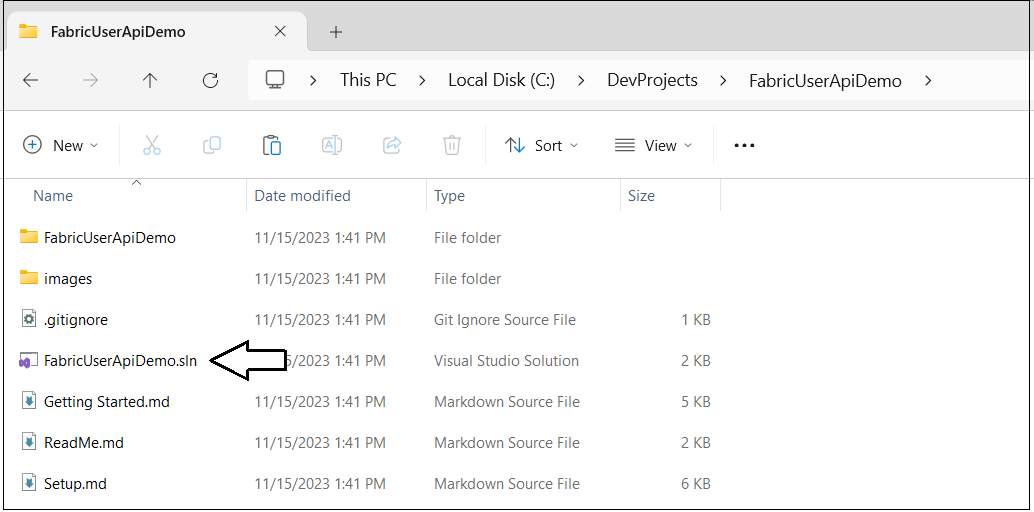 FabricUserApiDemo
This PC > Local Disk (C:) > DevProjects > FabricUserApiDemo >
New Sort View
Name Date modified Type Size
FabricUserApiDemo 11/15/2023 1:41 PM File folder
images 11/15/2023 1:41 PM File folder
.gitignore 11/15/2023 1:41 PM Git Ignore Source File 1 KB
FabricUserApiDemo.sln 5/2023 1:41 PM Visual Studio Solution 2 KB
Getting Started.md 11/15/2023 1:41 PM Markdown Source File 5 KB
ReadMe.md 11/15/2023 1:41 PM Markdown Source File 2 KB
Setup.md 11/15/2023 1:41 PM Markdown Source File 6 KB